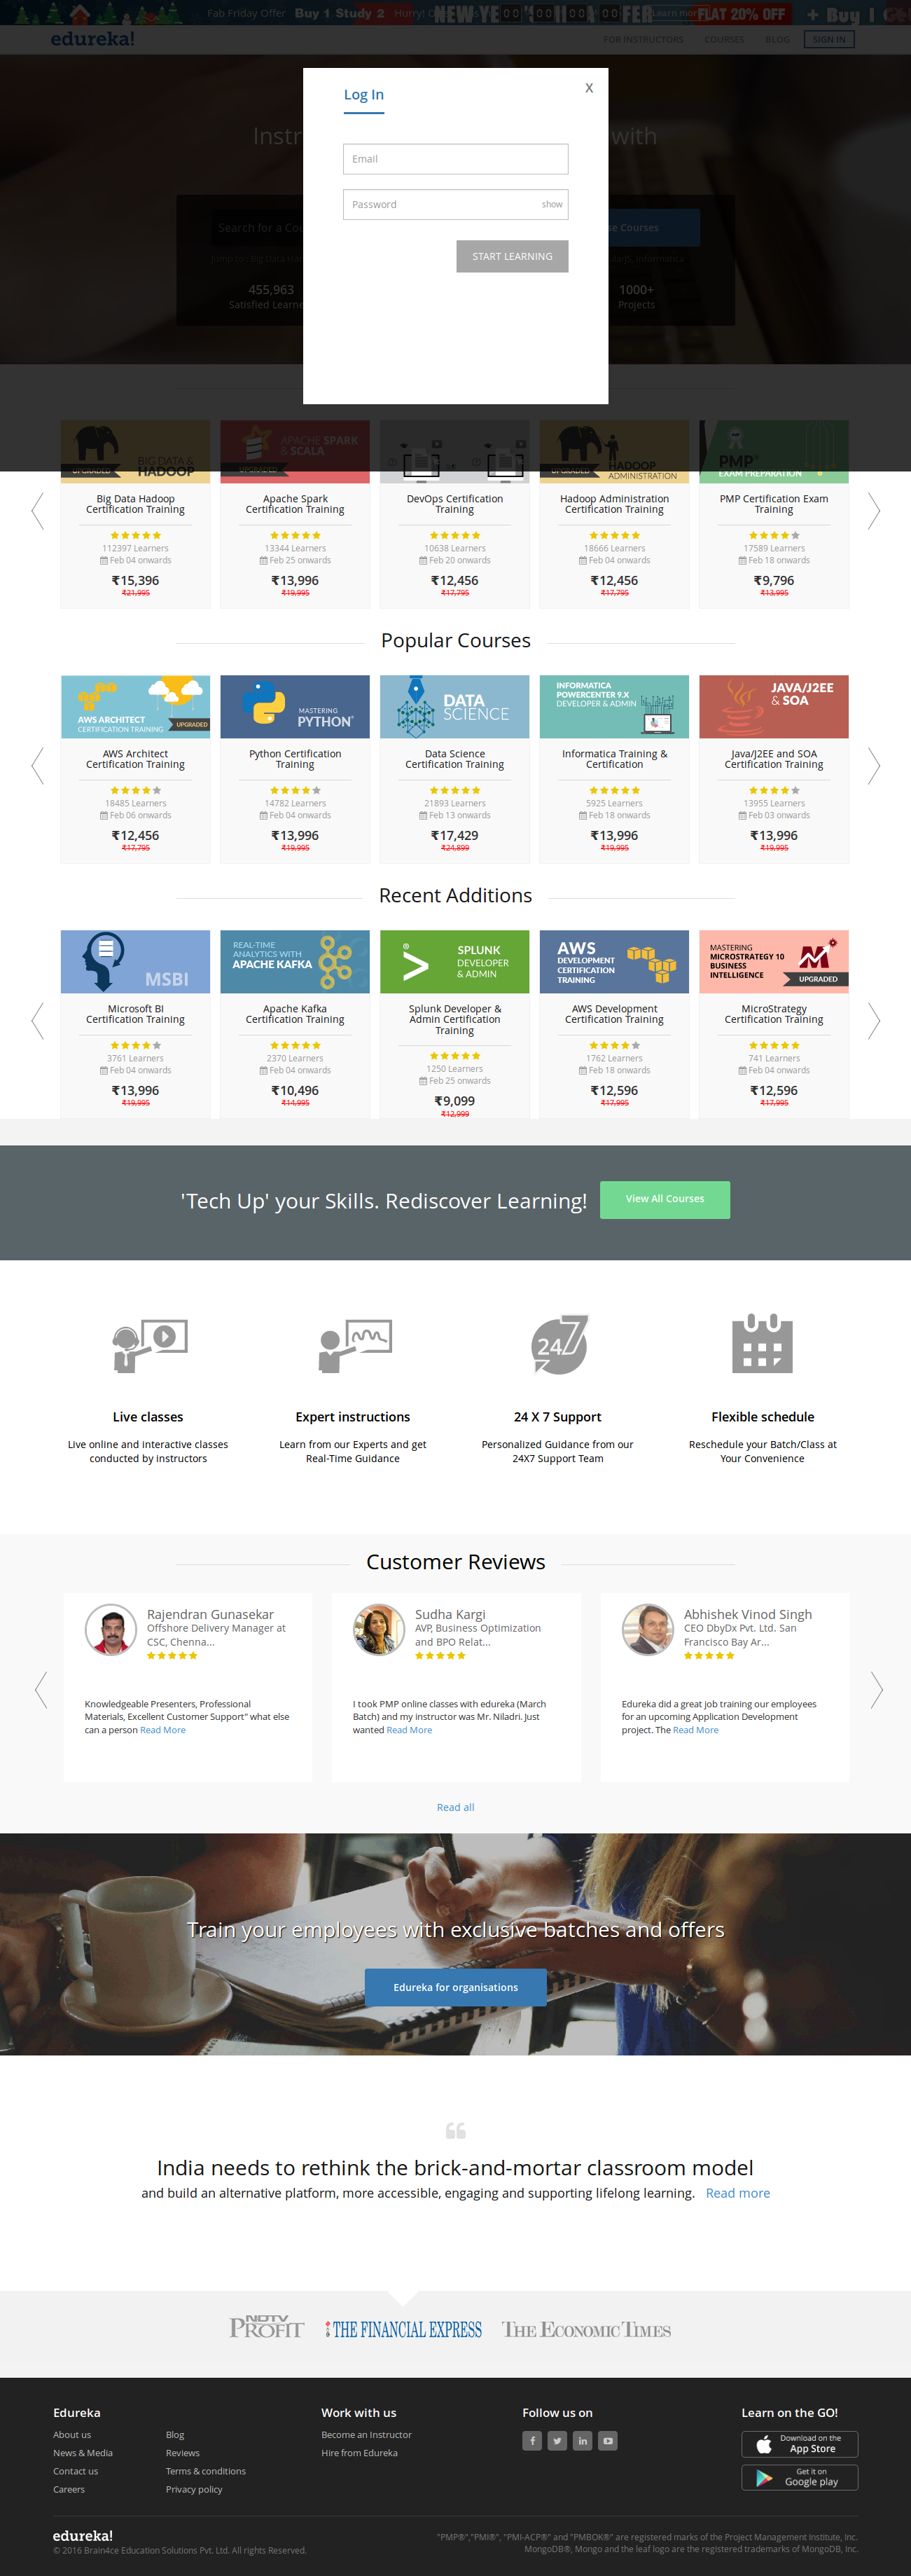 Fab Friday Offer Buy 1 Study 2 Hurry!
Learn more FLAT 20% OFF + Buy 1
edureka!
FOR INSTRUCTORS COURSES BLOG SIGN IN
Log In X
with
Email
Password show
START LEARNING
Search for a
Courses
455,963
Satisfied
1000+
Projects
BIG DATA & HADOOP UPGRADED
APACHE SPARK & SCALA UPGRADED
HADOOP ADMINISTRATION UPGRADED
PMP® EXAM PREPARATION
Big Data Hadoop
Certification Training
112397 Learners
Feb 04 onwards
₹15,396
₹21,995
Apache Spark
Certification Training
13344 Learners
Feb 25 onwards
₹13,996
₹19,995
DevOps Certification
Training
10638 Learners
Feb 20 onwards
₹12,456
₹17,795
Hadoop Administration
Certification Training
18666 Learners
Feb 04 onwards
₹12,456
₹17,795
PMP Certification Exam
Training
17589 Learners
Feb 18 onwards
₹9,796
₹13,995
Popular Courses
AWS ARCHITECT
CERTIFICATION TRAINING UPGRADED
AWS Architect
Certification Training
18485 Learners
Feb 06 onwards
₹12,456
₹17,795
MASTERING
PYTHON®
Python Certification
Training
14782 Learners
Feb 04 onwards
₹13,996
₹19,995
DATA
SCIENCE
Data Science
Certification Training
21893 Learners
Feb 13 onwards
₹17,429
₹24,899
INFORMATICA
POWERCENTER 9.X
DEVELOPER & ADMIN
Informatica Training &
Certification
5925 Learners
Feb 18 onwards
₹13,996
₹19,995
JAVA/J2EE
& SOA
Java/J2EE and SOA
Certification Training
13955 Learners
Feb 03 onwards
₹13,996
₹19,995
Recent Additions
MSBI
Microsoft BI
Certification Training
3761 Learners
Feb 04 onwards
₹13,996
₹19,995
REAL-TIME
ANALYTICS WITH
APACHE KAFKA
Apache Kafka
Certification Training
2370 Learners
Feb 04 onwards
₹10,496
₹14,995
SPLUNK
DEVELOPER
& ADMIN
Splunk Developer &
Admin Certification
Training
1250 Learners
Feb 25 onwards
₹9,099
₹12,999
AWS
DEVELOPMENT
CERTIFICATION
TRAINING
AWS Development
Certification Training
1762 Learners
Feb 18 onwards
₹12,596
₹17,995
MASTERING
MICROSTRATEGY 10
BUSINESS
INTELLIGENCE UPGRADED
MicroStrategy
Certification Training
741 Learners
Feb 04 onwards
₹12,596
₹17,995
'Tech Up' your Skills. Rediscover Learning! View All Courses
24 7
Live classes
Live online and interactive classes
conducted by instructors
Expert instructions
Learn from our Experts and get
Real-Time Guidance
24 X 7 Support
Personalized Guidance from our
24X7 Support Team
Flexible schedule
Reschedule your Batch/Class at
Your Convenience
Customer Reviews
Rajendran Gunasekar
Offshore Delivery Manager at
CSC, Chenna...
Knowledgeable Presenters, Professional
Materials, Excellent Customer Support" what else
can a person Read More
Sudha Kargi
AVP, Business Optimization
and BPO Relat...
I took PMP online classes with edureka (March
Batch) and my instructor was Mr. Niladri. Just
wanted Read More
Abhishek Vinod Singh
CEO DbyDx Pvt. Ltd. San
Francisco Bay Ar...
Edureka did a great job training our employees
for an upcoming Application Development
project. The Read More
Read all
Train your employees with exclusive batches and offers
Edureka for organisations
India needs to rethink the brick-and-mortar classroom model
and build an alternative platform, more accessible, engaging and supporting lifelong learning. Read more
NDTV PROFIT THE FINANCIAL EXPRESS THE ECONOMIC TIMES
Edureka
About us
News & Media
Contact us
Careers
Blog
Reviews
Terms & conditions
Privacy policy
Work with us
Become an Instructor
Hire from Edureka
Follow us on
Learn on the GO!
Download on the
App Store
Get it on
Google play
edureka!
© 2016 Brain4ce Education Solutions Pvt. Ltd. All rights Reserved.
"PMP®","PMI®", "PMI-ACP®" and "PMBOK®" are registered marks of the Project Management Institute, Inc.
MongoDB®, Mongo and the leaf logo are the registered trademarks of MongoDB, Inc.